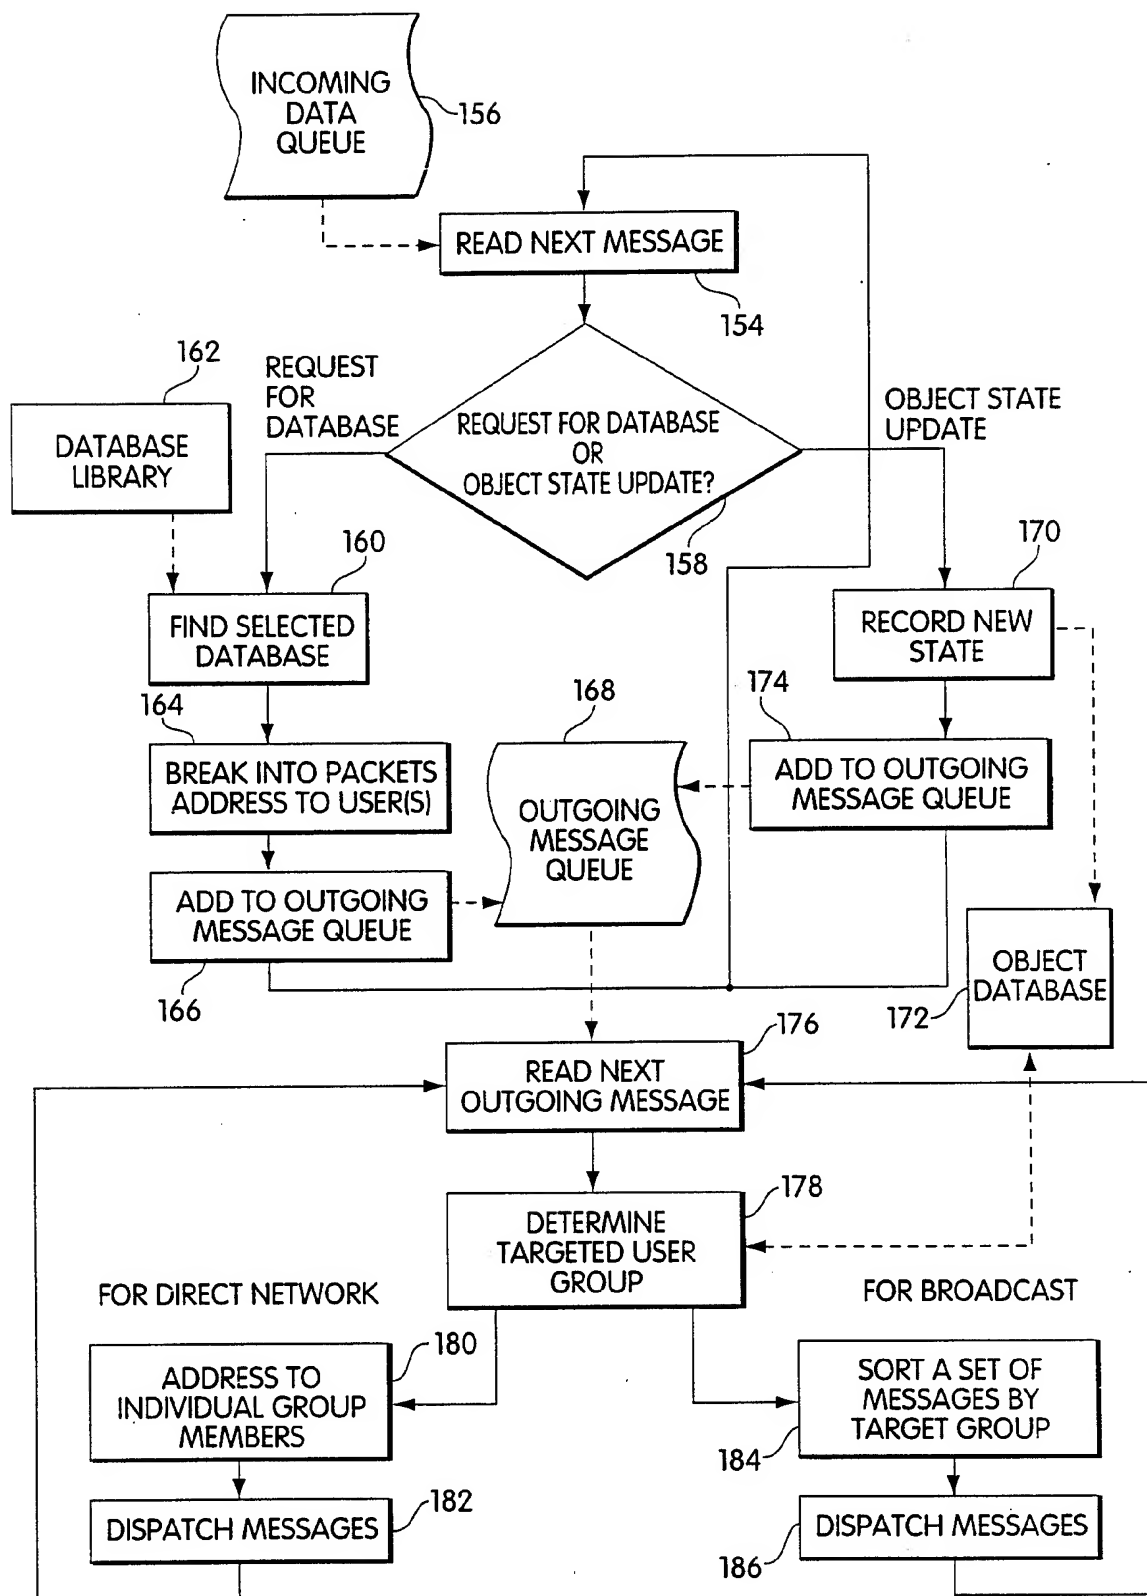 INCOMING
DATA
QUEUE
156
READ NEXT MESSAGE
154
162
REQUEST
FOR
DATABASE
REQUEST FOR DATABASE
OR
OBJECT STATE UPDATE?
158
OBJECT STATE
UPDATE
DATABASE
LIBRARY
160
170
FIND SELECTED
DATABASE
RECORD NEW
STATE
164
168
174
BREAK INTO PACKETS
ADDRESS TO USER(S)
OUTGOING
MESSAGE
QUEUE
ADD TO OUTGOING
MESSAGE QUEUE
ADD TO OUTGOING
MESSAGE QUEUE
166
OBJECT
DATABASE
172
176
READ NEXT
OUTGOING MESSAGE
178
DETERMINE
TARGETED USER
GROUP
FOR DIRECT NETWORK
FOR BROADCAST
180
ADDRESS TO
INDIVIDUAL GROUP
MEMBERS
SORT A SET OF
MESSAGES BY
TARGET GROUP
184
182
DISPATCH MESSAGES
DISPATCH MESSAGES
186